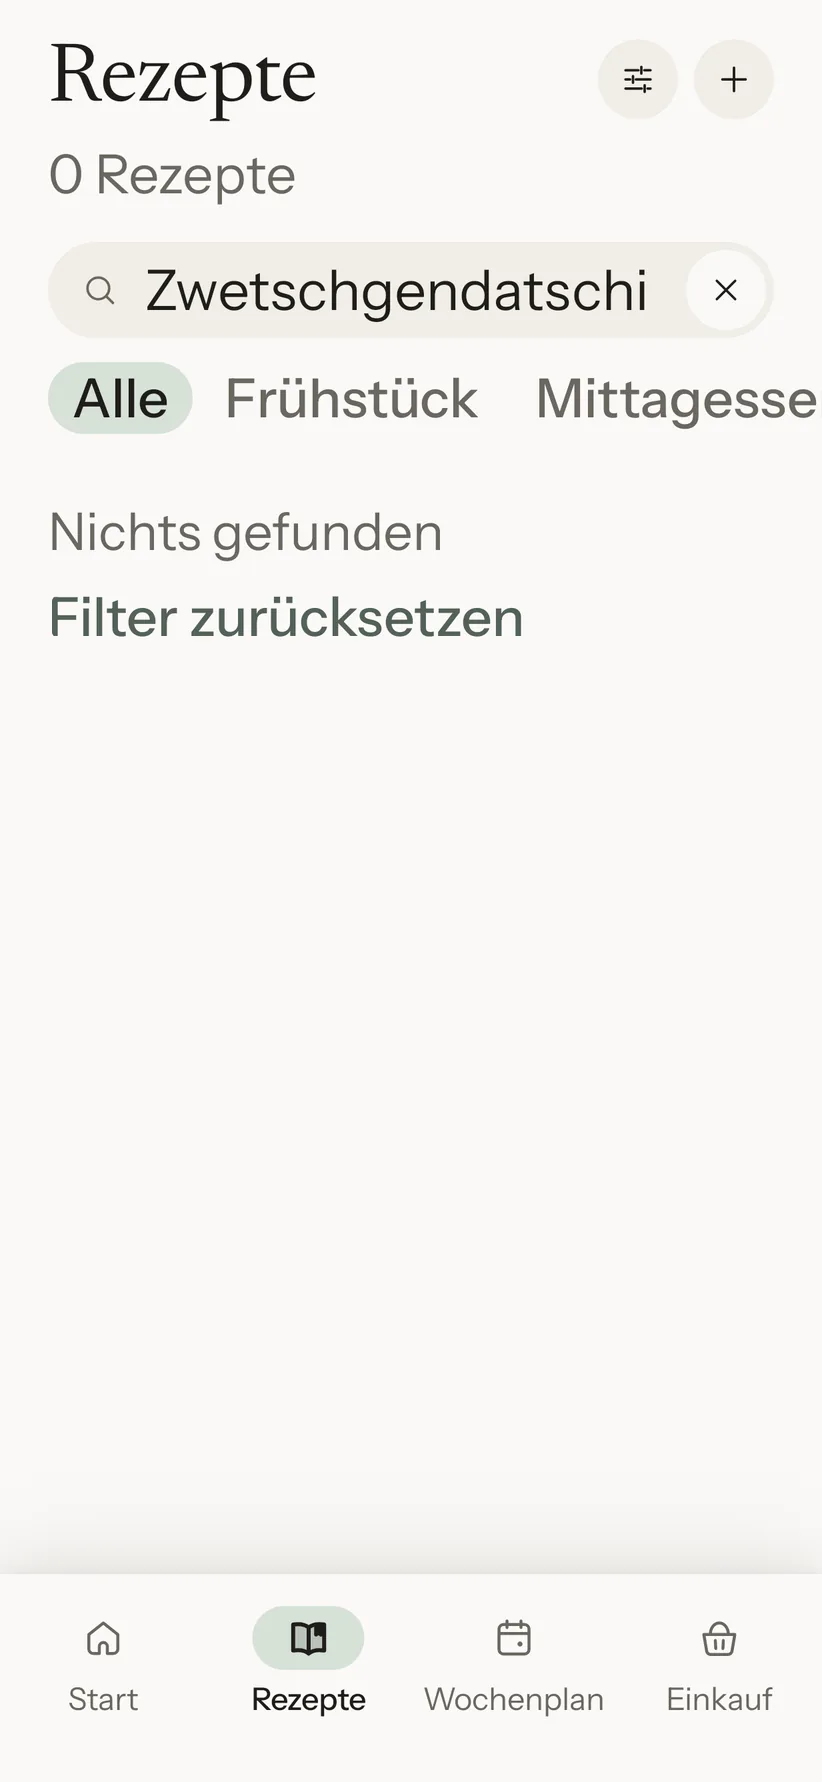 Rezepte
0 Rezepte
Zwetschgendatschi
Alle Frühstück Mittagesse
Nichts gefunden
Filter zurücksetzen
Start Rezepte Wochenplan Einkauf